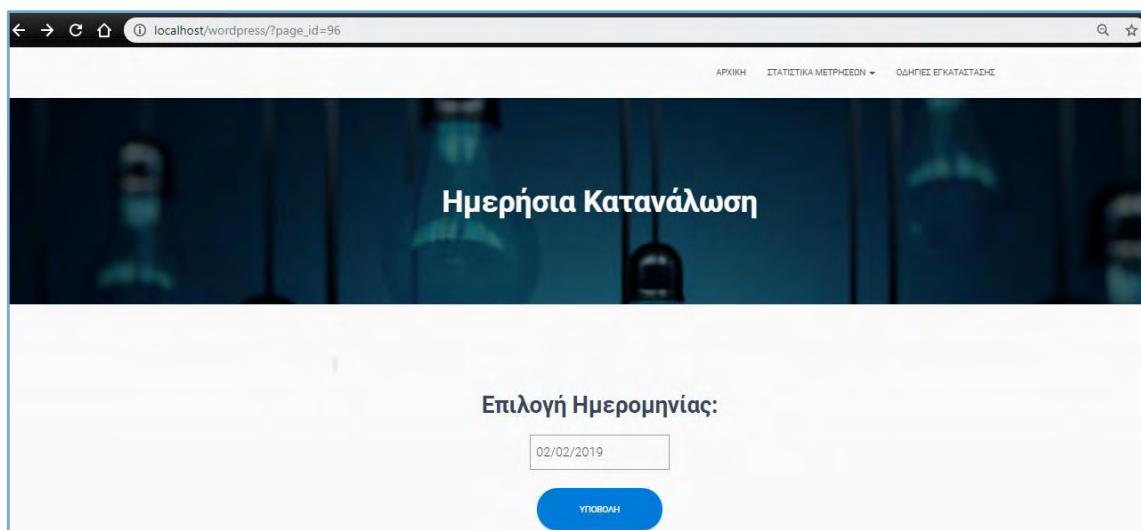 localhost/wordpress/?page_id=96
ΑΡΧΙΚΗ ΣΤΑΤΙΣΤΙΚΑ ΜΕΤΡΗΣΕΩΝ ΟΔΗΓΙΕΣ ΕΓΚΑΤΑΣΤΑΣΗΣ
Ημερήσια Κατανάλωση
Επιλογή Ημερομηνίας:
02/02/2019
ΥΠΟΒΟΛΗ